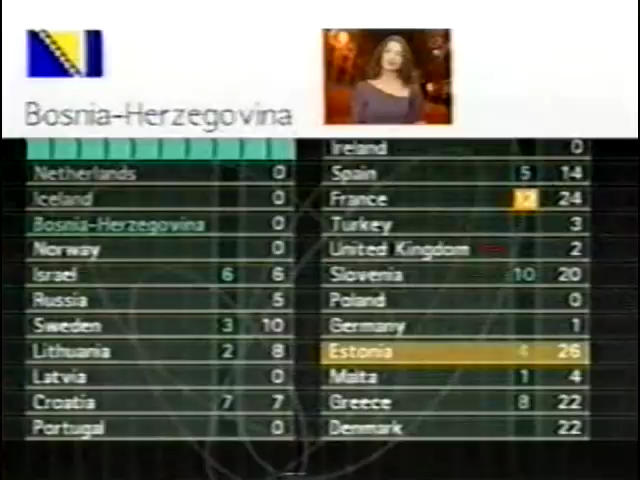 Bosnia-Herzegovina
Netherlands 0
Iceland 0
Bosnia-Herzegovina 0
Norway 0
Israel 6 6
Russia 5
Sweden 3 10
Lithuania 2 8
Latvia 0
Croatia 7 7
Portugal 0
Ireland 0
Spain 5 14
France 12 24
Turkey 3
United Kingdom 2
Slovenia 10 20
Poland 0
Germany 1
Estonia 4 26
Malta 1 4
Greece 8 22
Denmark 22